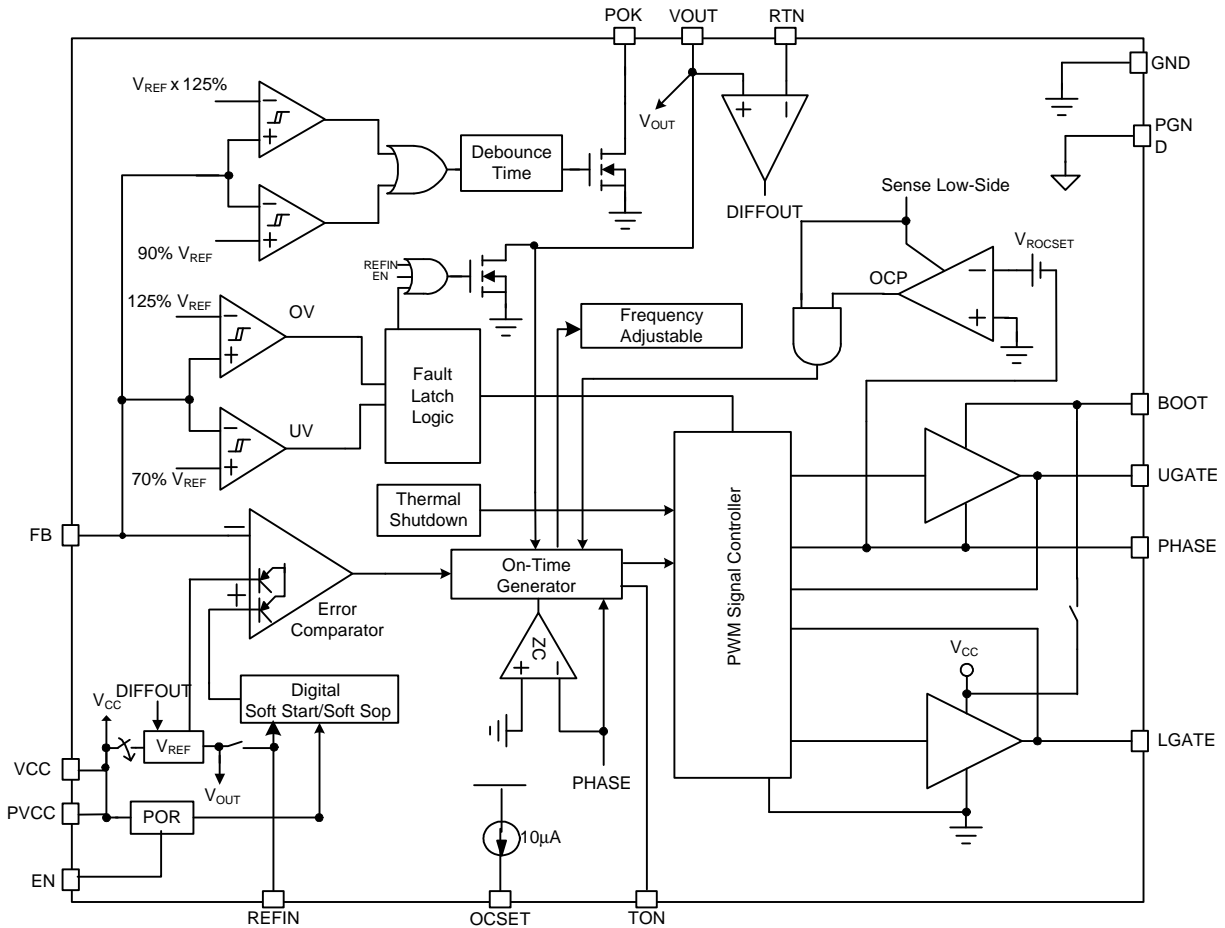 POK
VOUT
RTN
GND
PGN
D
VREF x 125%
VOUT
Debounce
Time
DIFFOUT
Sense Low-Side
90% VREF
VROCSET
REFIN
EN
OCP
125% VREF
OV
Frequency
Adjustable
Fault
Latch
Logic
BOOT
UV
70% VREF
UGATE
Thermal
Shutdown
FB
PHASE
On-Time
Generator
PWM Signal Controller
Error
Comparator
ZC
VCC
DIFFOUT
VCC
Digital
Soft Start/Soft Sop
VREF
LGATE
VCC
VOUT
PHASE
PVCC
POR
10μA
EN
REFIN
OCSET
TON